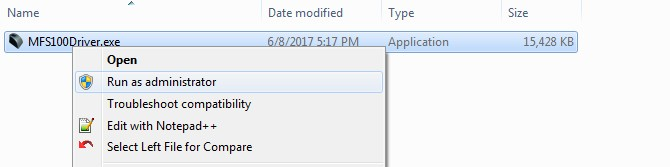 Name Date modified Type Size
MFS100Driver.exe 6/8/2017 5:17 PM Application 15,428 KB
Open
Run as administrator
Troubleshoot compatibility
Edit with Notepad++
Select Left File for Compare